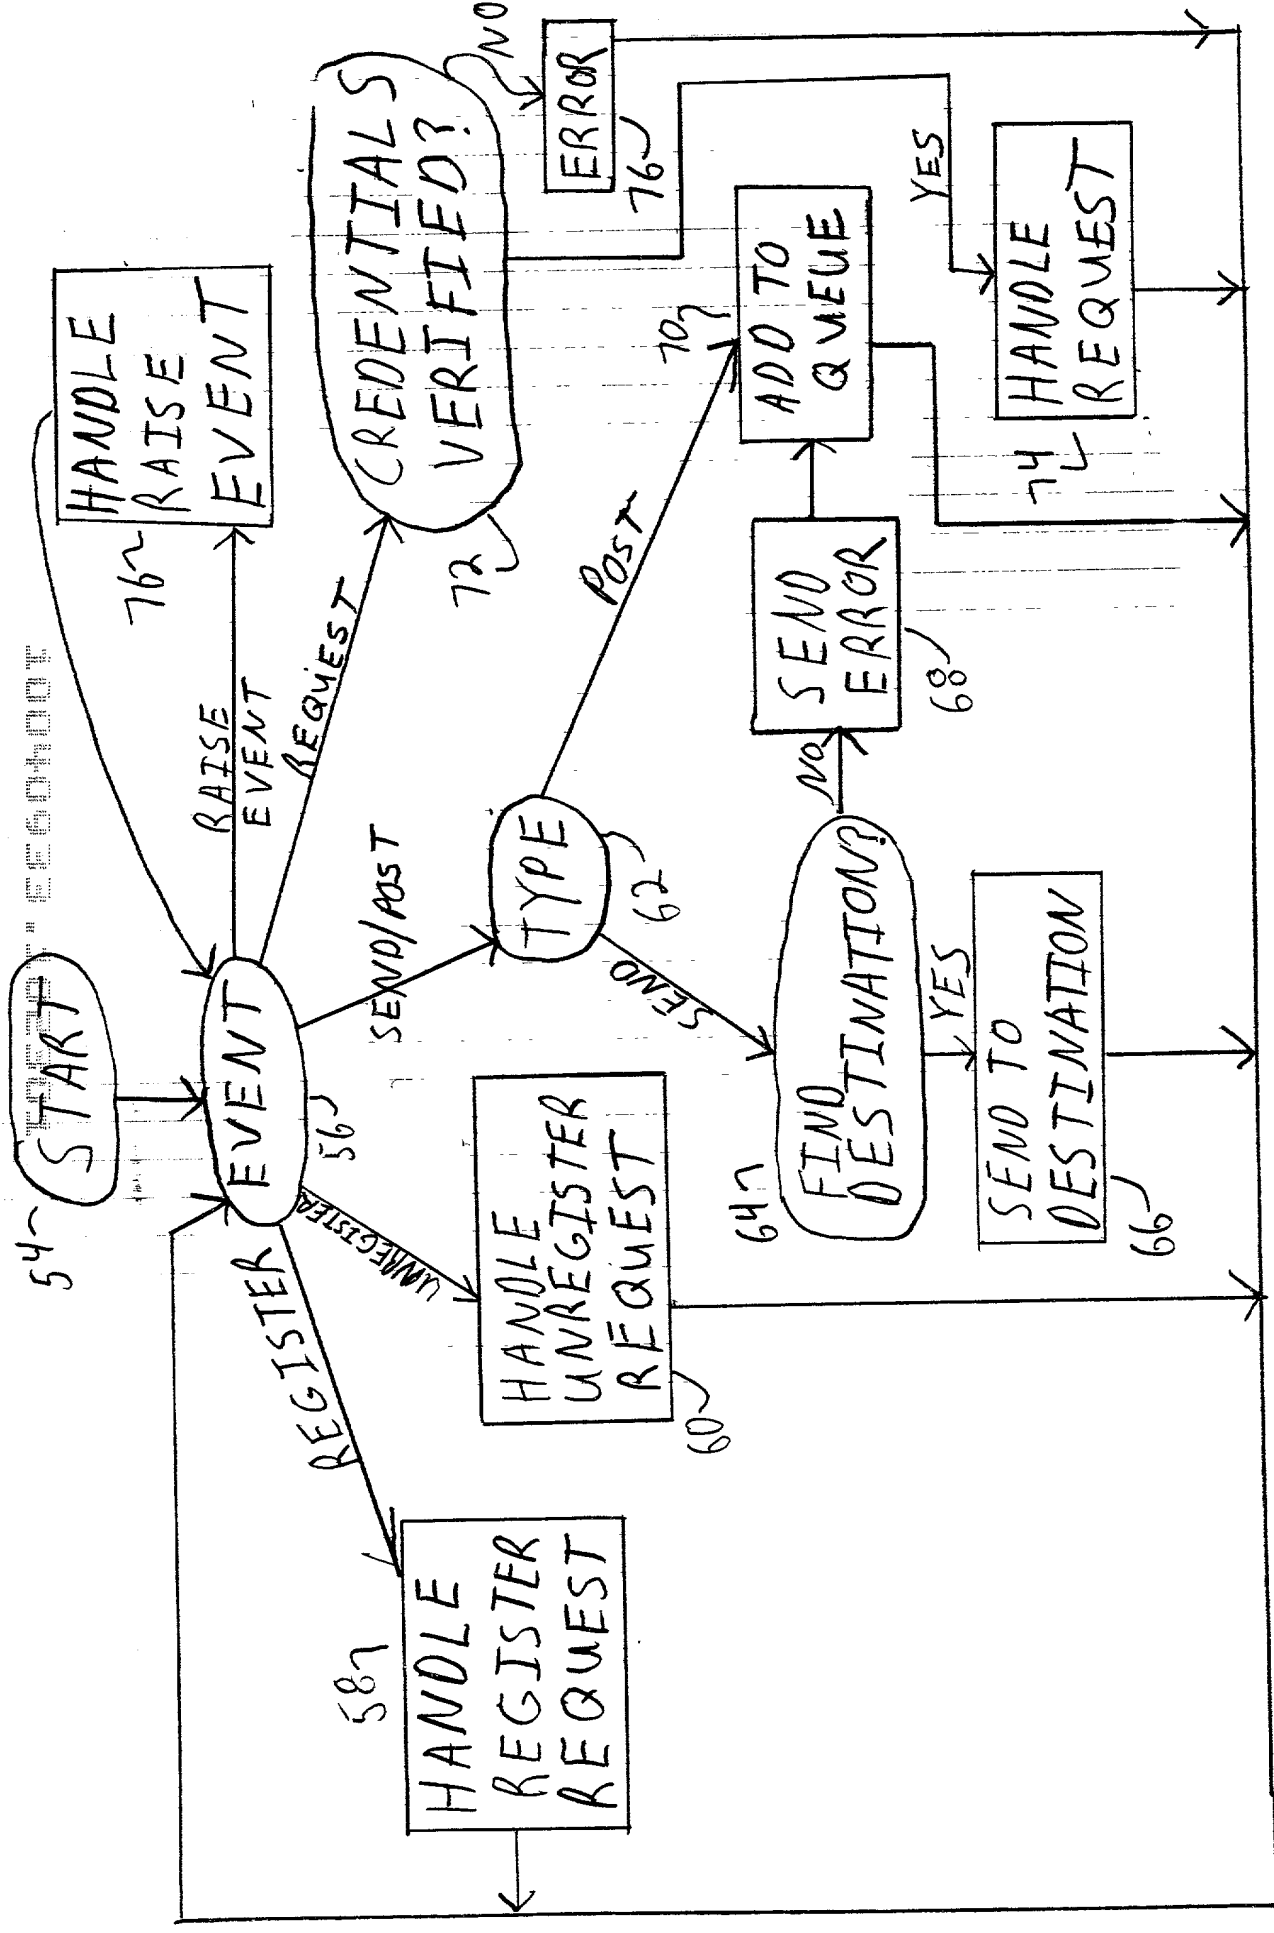 54
START
EVENT
56
RAISE
EVENT
HANDLE
RAISE
EVENT
76
REQUEST
CREDENTIALS
VERIFIED?
72
NO
ERROR
76
YES
HANDLE
REQUEST
74
SEND/POST
TYPE
62
POST
ADD TO
QUEUE
70
SEND
FIND
DESTINATION?
64
NO
SEND
ERROR
68
YES
SEND TO
DESTINATION
66
UNREGISTER
HANDLE
UNREGISTER
REQUEST
60
REGISTER
HANDLE
REGISTER
REQUEST
58